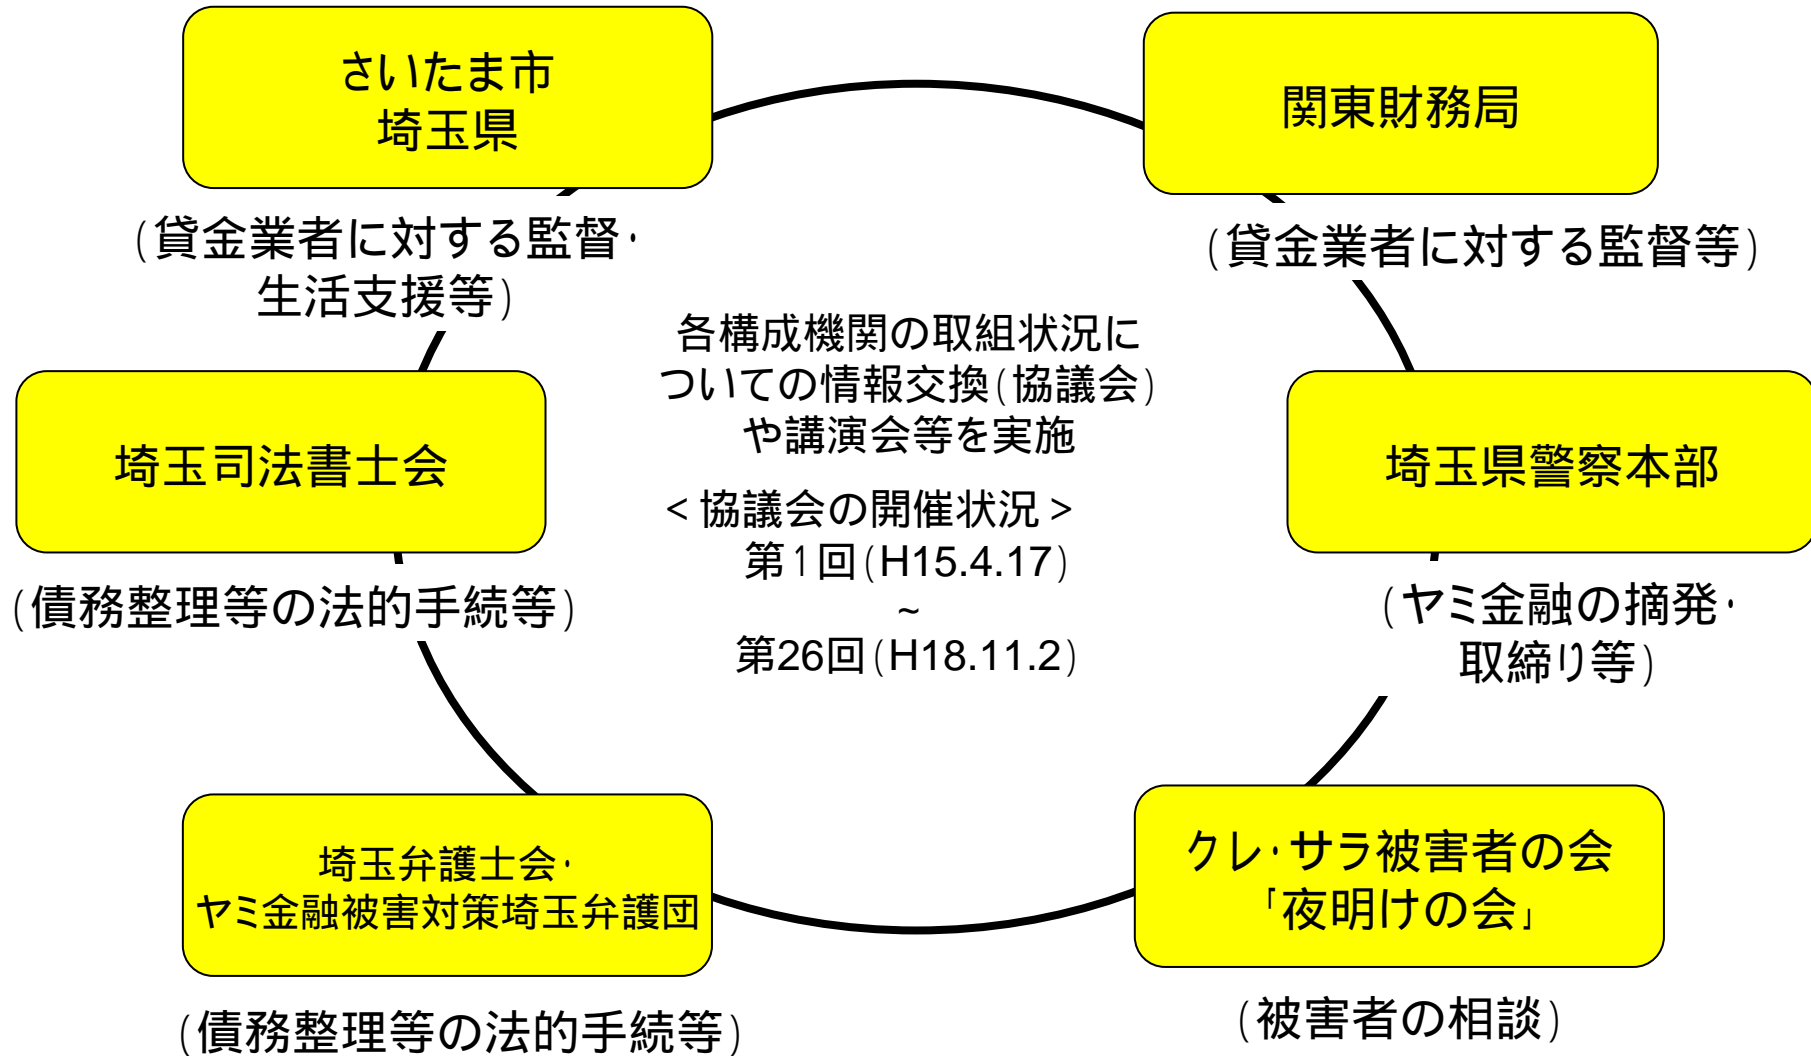 さいたま市
埼玉県
(貸金業者に対する監督・
生活支援等)
関東財務局
(貸金業者に対する監督等)
各構成機関の取組状況に
ついての情報交換(協議会)
や講演会等を実施
<協議会の開催状況>
第1回(H15.4.17)
~
第26回(H18.11.2)
埼玉司法書士会
(債務整理等の法的手続等)
埼玉県警察本部
(ヤミ金融の摘発・
取締り等)
埼玉弁護士会・
ヤミ金融被害対策埼玉弁護団
(債務整理等の法的手続等)
クレ・サラ被害者の会
「夜明けの会」
(被害者の相談)